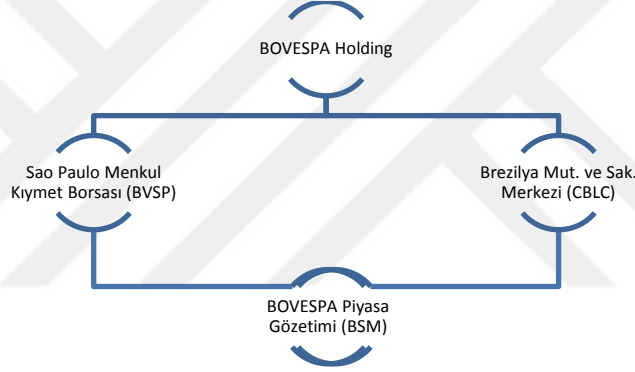 BOVESPA Holding
Sao Paulo Menkul
Kıymet Borsası (BVSP)
Brezilya Mut. ve Sak.
Merkezi (CBLC)
BOVESPA Piyasa
Gözetimi (BSM)